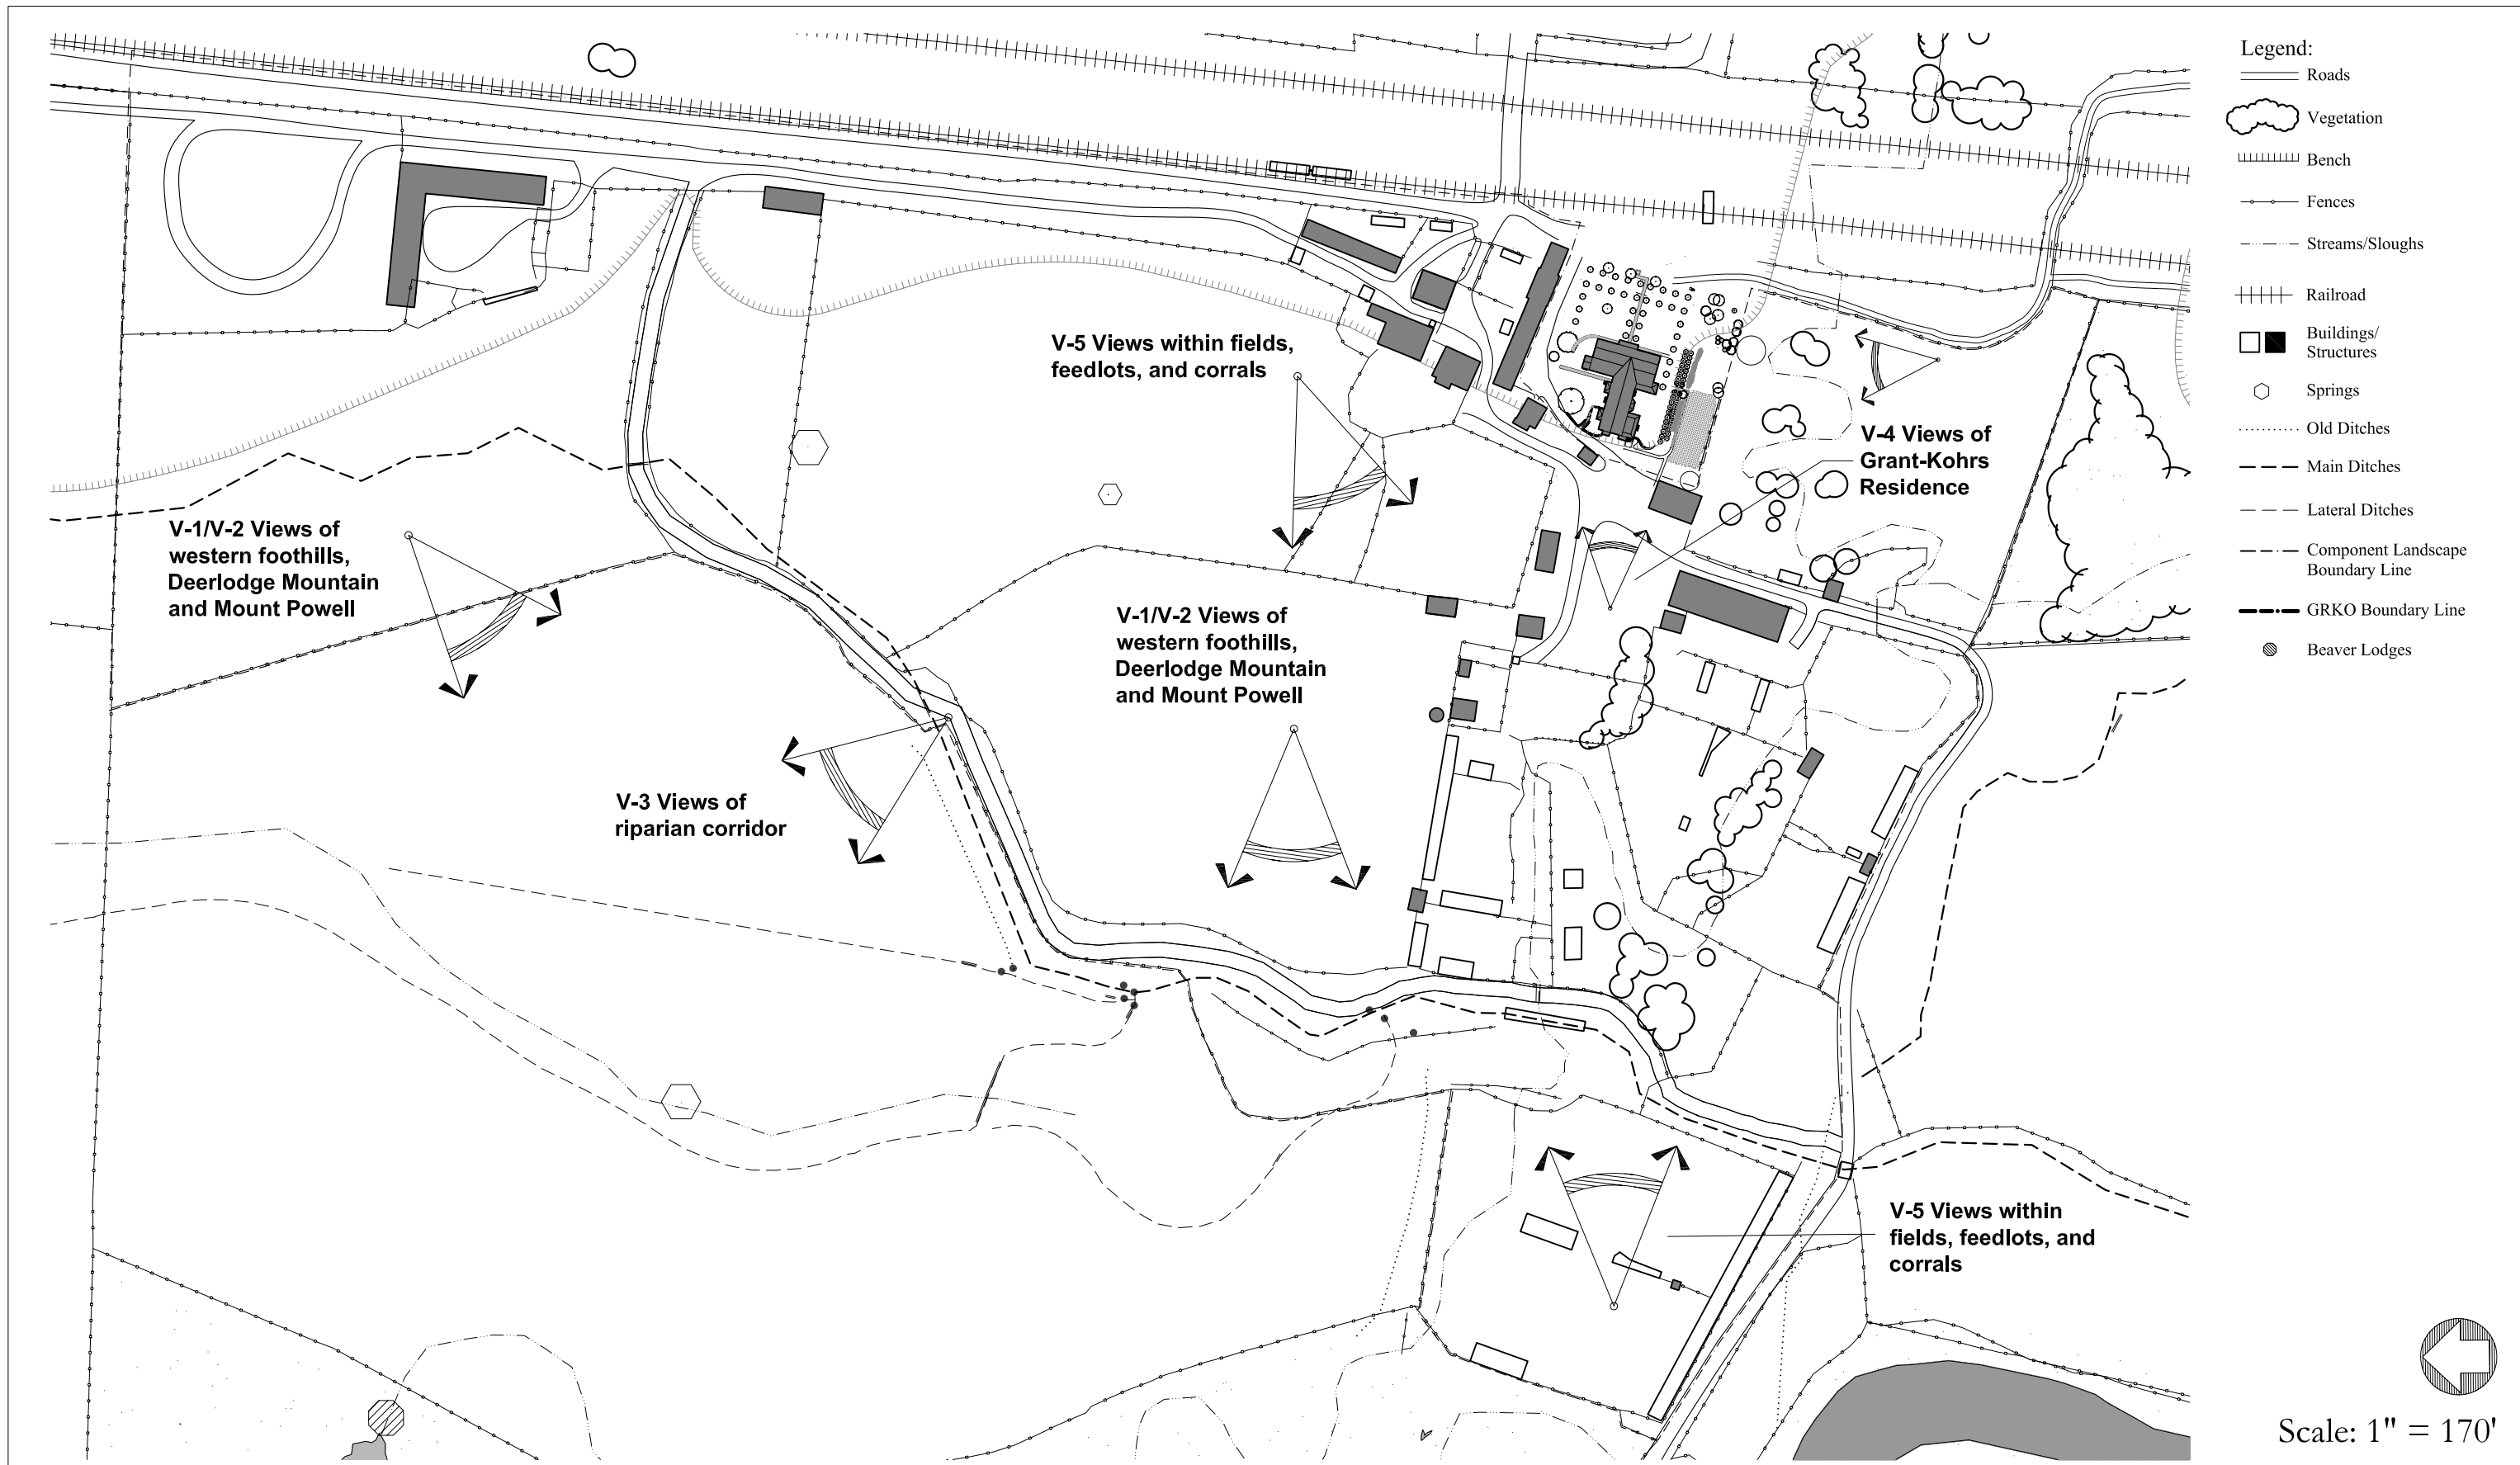 Legend:
Roads
Vegetation
Bench
Fences
Streams/Sloughs
Railroad
Buildings/
Structures
Springs
Old Ditches
Main Ditches
Lateral Ditches
Component Landscape
Boundary Line
GRKO Boundary Line
Beaver Lodges
V-5 Views within fields,
feedlots, and corrals
V-4 Views of
Grant-Kohrs
Residence
V-1/V-2 Views of
western foothills,
Deerlodge Mountain
and Mount Powell
V-1/V-2 Views of
western foothills,
Deerlodge Mountain
and Mount Powell
V-3 Views of
riparian corridor
V-5 Views within
fields, feedlots, and
corrals
Scale: 1" = 170'